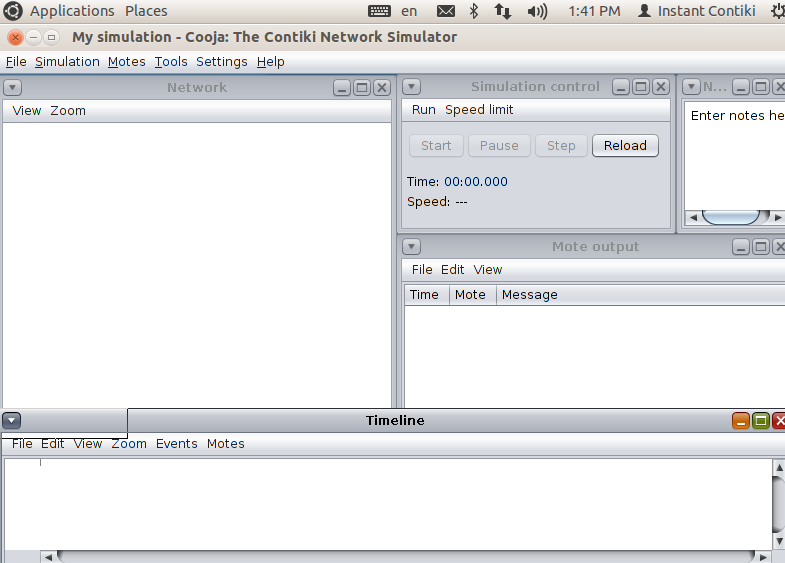 Applications Places en 1:41 PM Instant Contiki
My simulation - Cooja: The Contiki Network Simulator
File Simulation Motes Tools Settings Help
Network
View Zoom
Simulation control
Run Speed limit
Start Pause Step Reload
Time: 00:00.000
Speed: ---
N...
Enter notes he
Mote output
File Edit View
Time Mote Message
Timeline
File Edit View Zoom Events Motes